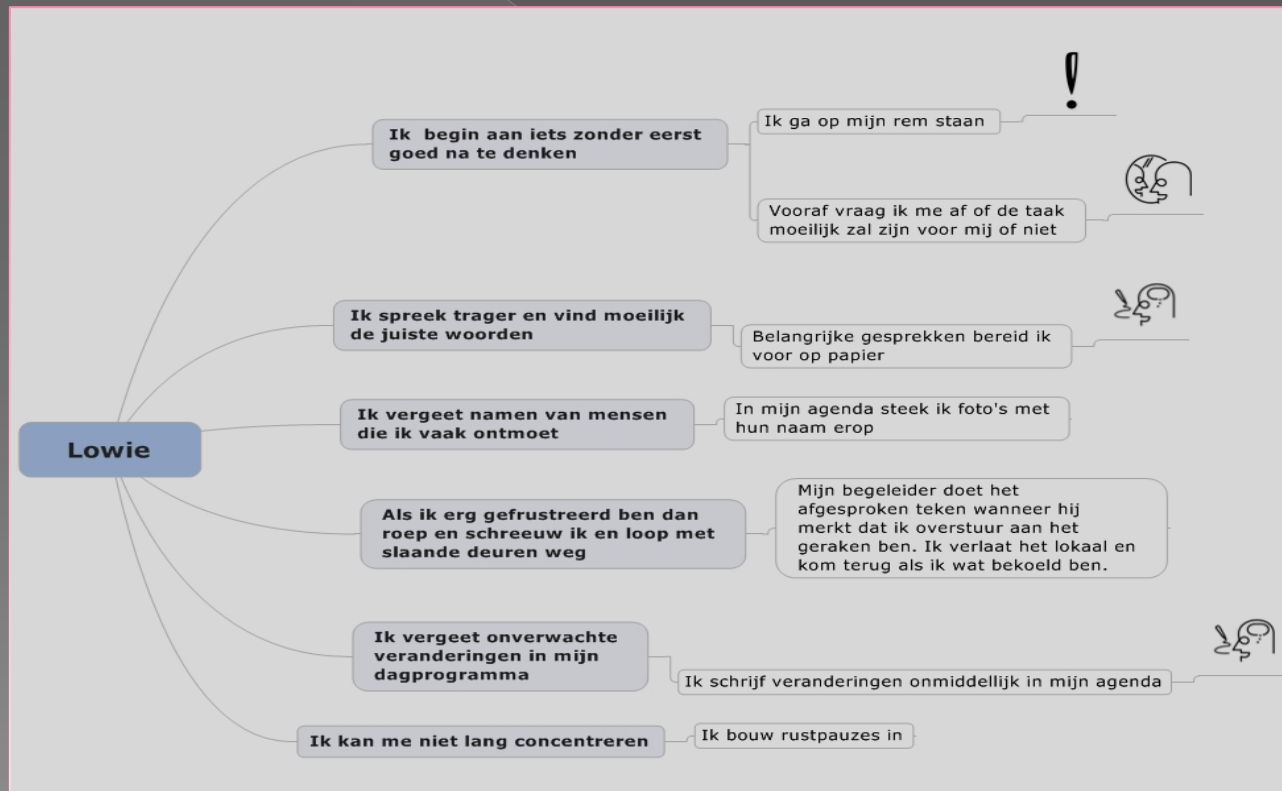 Lowie
Ik begin aan iets zonder eerst
goed na te denken
Ik ga op mijn rem staan
!
Vooraf vraag ik me af of de taak
moeilijk zal zijn voor mij of niet
Ik spreek trager en vind moeilijk
de juiste woorden
Belangrijke gesprekken bereid ik
voor op papier
Ik vergeet namen van mensen
die ik vaak ontmoet
In mijn agenda steek ik foto's met
hun naam erop
Als ik erg gefrustreerd ben dan
roep en schreeuw ik en loop met
slaande deuren weg
Mijn begeleider doet het
afgesproken teken wanneer hij
merkt dat ik overstuur aan het
geraken ben. Ik verlaat het lokaal en
kom terug als ik wat bekoeld ben.
Ik vergeet onverwachte
veranderingen in mijn
dagprogramma
Ik schrijf veranderingen onmiddellijk in mijn agenda
Ik kan me niet lang concentreren
Ik bouw rustpauzes in